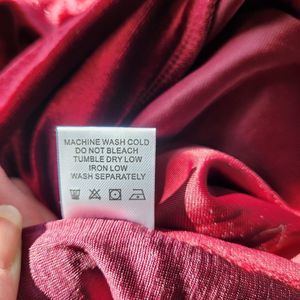 MACHINE WASH COLD
DO NOT BLEACH
TUMBLE DRY LOW
IRON LOW
WASH SEPARATELY